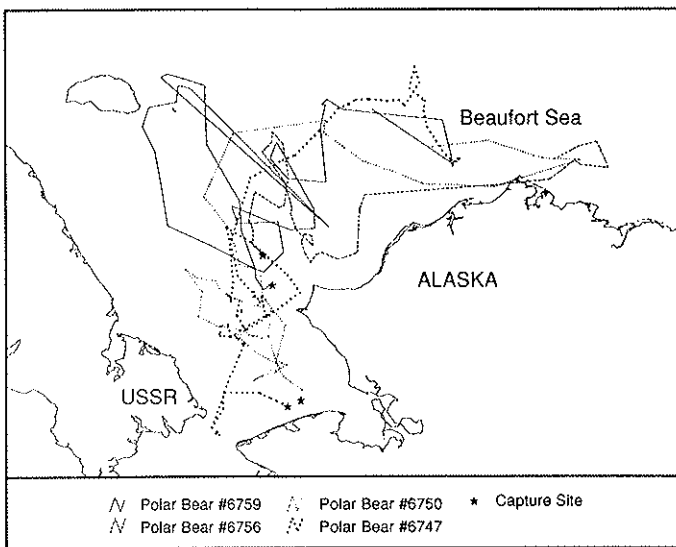 Beaufort Sea
ALASKA
USSR
Polar Bear #6759
Polar Bear #6750
Capture Site
Polar Bear #6756
Polar Bear #6747